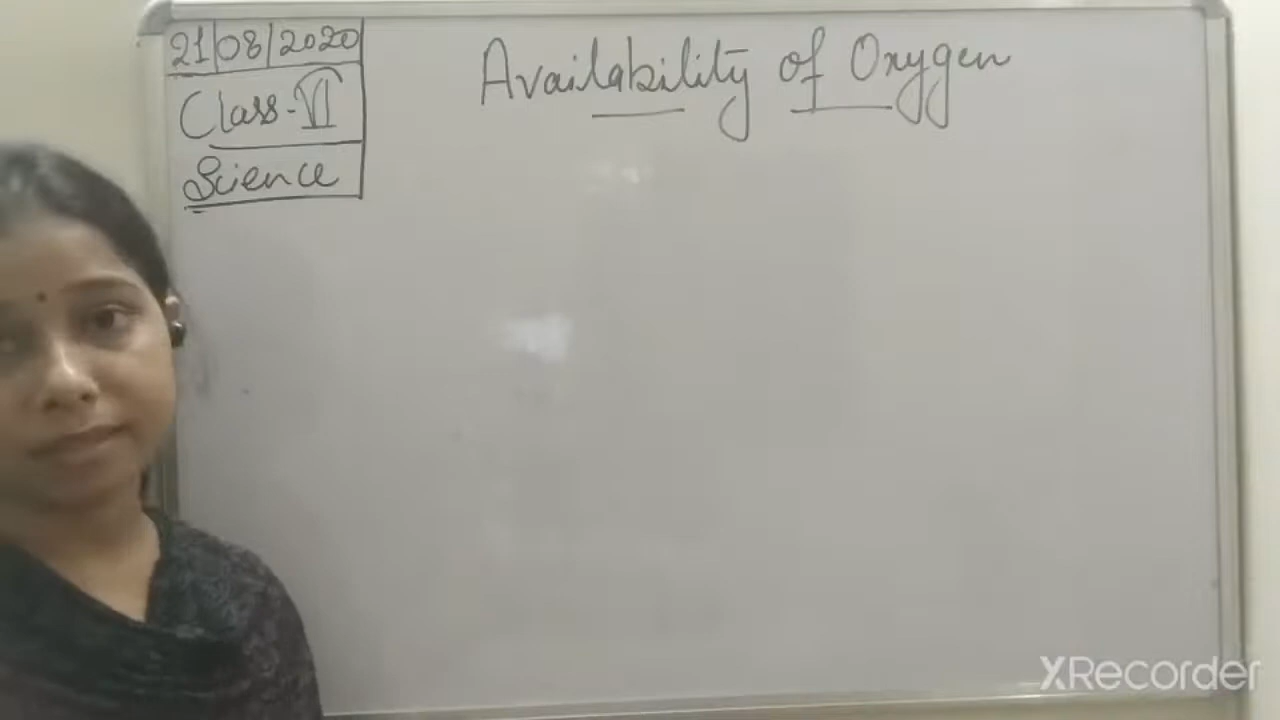 21/08/2020
Class-VI
Science
Availability of Oxygen
XRecorder